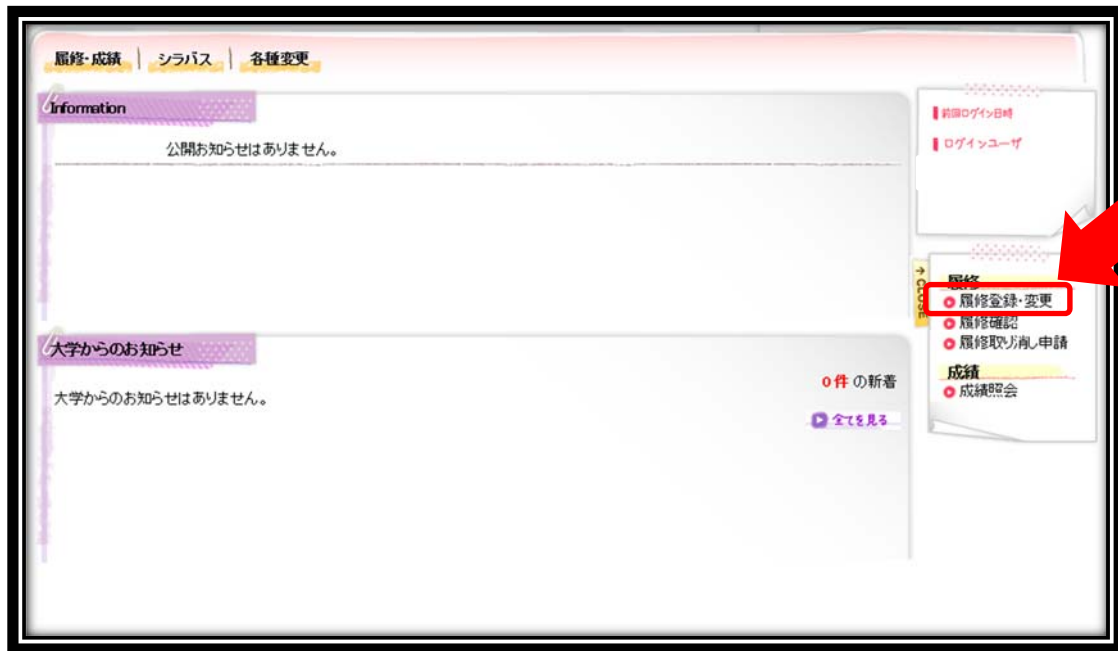 履修・成績 シラバス 各種変更
Information
公開お知らせはありません。
前回ログイン日時
ログインユーザ
↑ CLOSE
履修
履修登録・変更
履修確認
履修取り消し申請
成績
成績照会
大学からのお知らせ
0件 の新着
大学からのお知らせはありません。
全てを見る